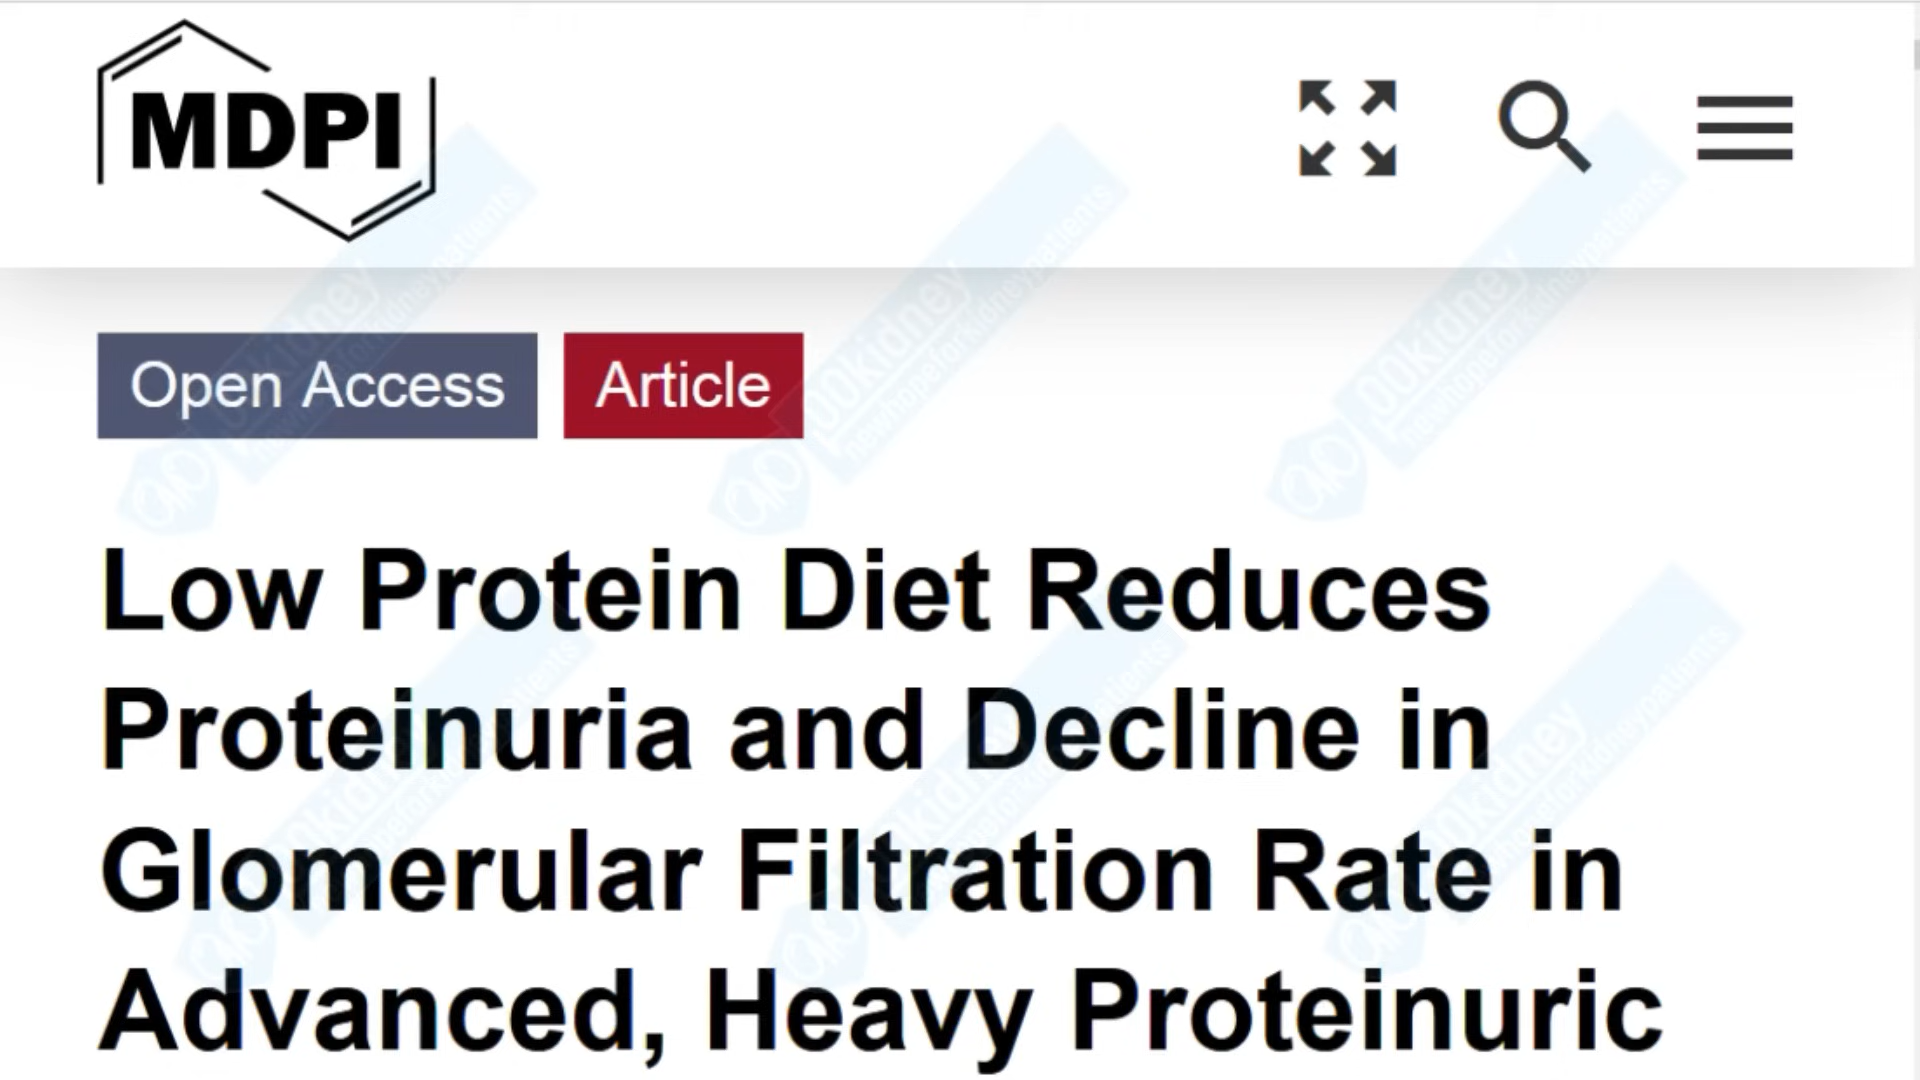 MDPI
Open Access
Article
Low Protein Diet Reduces
Proteinuria and Decline in
Glomerular Filtration Rate in
Advanced, Heavy Proteinuric